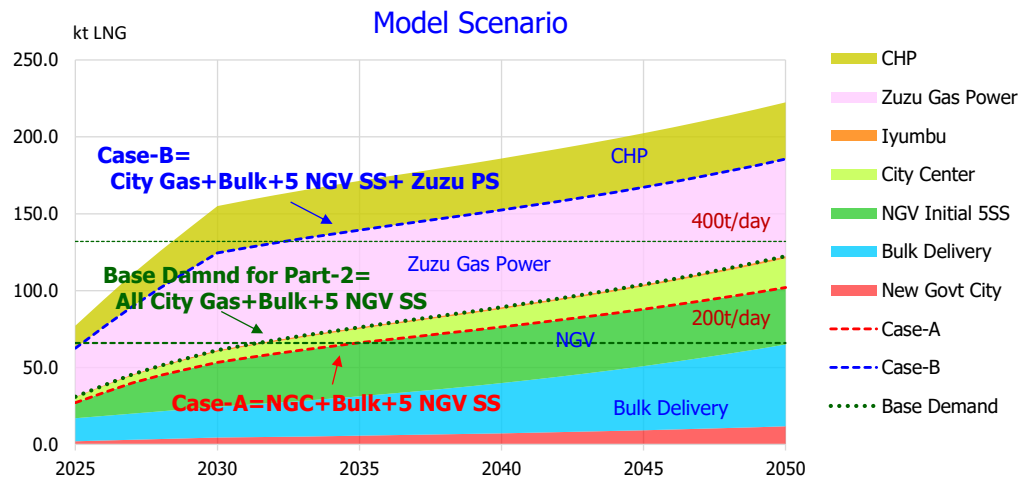 Model Scenario
kt LNG
250.0
200.0
150.0
100.0
50.0
0.0
2025
2030
2035
2040
2045
2050
Case-B=
City Gas+Bulk+5 NGV SS+ Zuzu PS
CHP
400t/day
Zuzu Gas Power
Base Damnd for Part-2=
All City Gas+Bulk+5 NGV SS
200t/day
NGV
Case-A=NGC+Bulk+5 NGV SS
Bulk Delivery
CHP
Zuzu Gas Power
Iyumbu
City Center
NGV Initial 5SS
Bulk Delivery
New Govt City
Case-A
Case-B
Base Demand